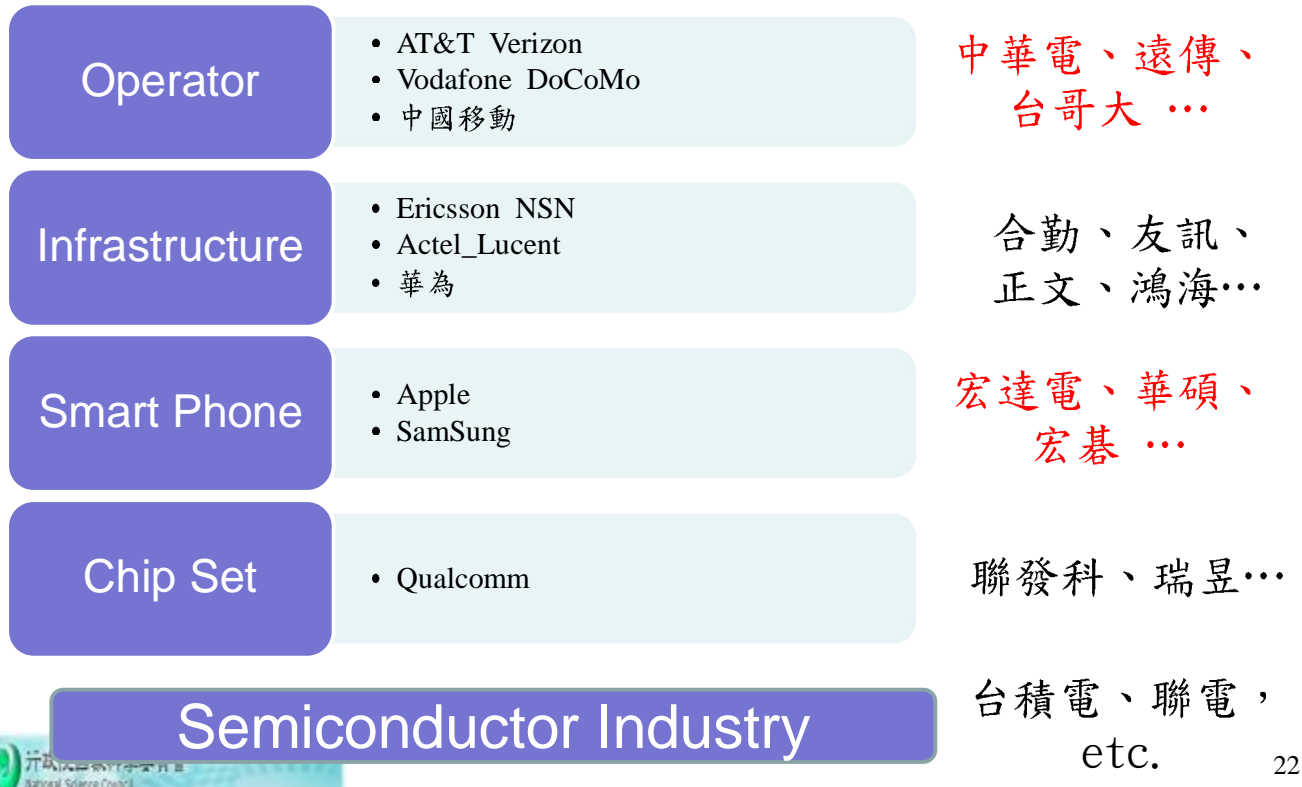 Operator
• AT&T Verizon
• Vodafone DoCoMo
• 中國移動
中華電、遠傳、
台哥大 …
Infrastructure
• Ericsson NSN
• Actel_Lucent
• 華為
合勤、友訊、
正文、鴻海…
Smart Phone
• Apple
• SamSung
宏達電、華碩、
宏碁 …
Chip Set
• Qualcomm
聯發科、瑞昱…
Semiconductor Industry
台積電、聯電，
etc.
National Science Council
22